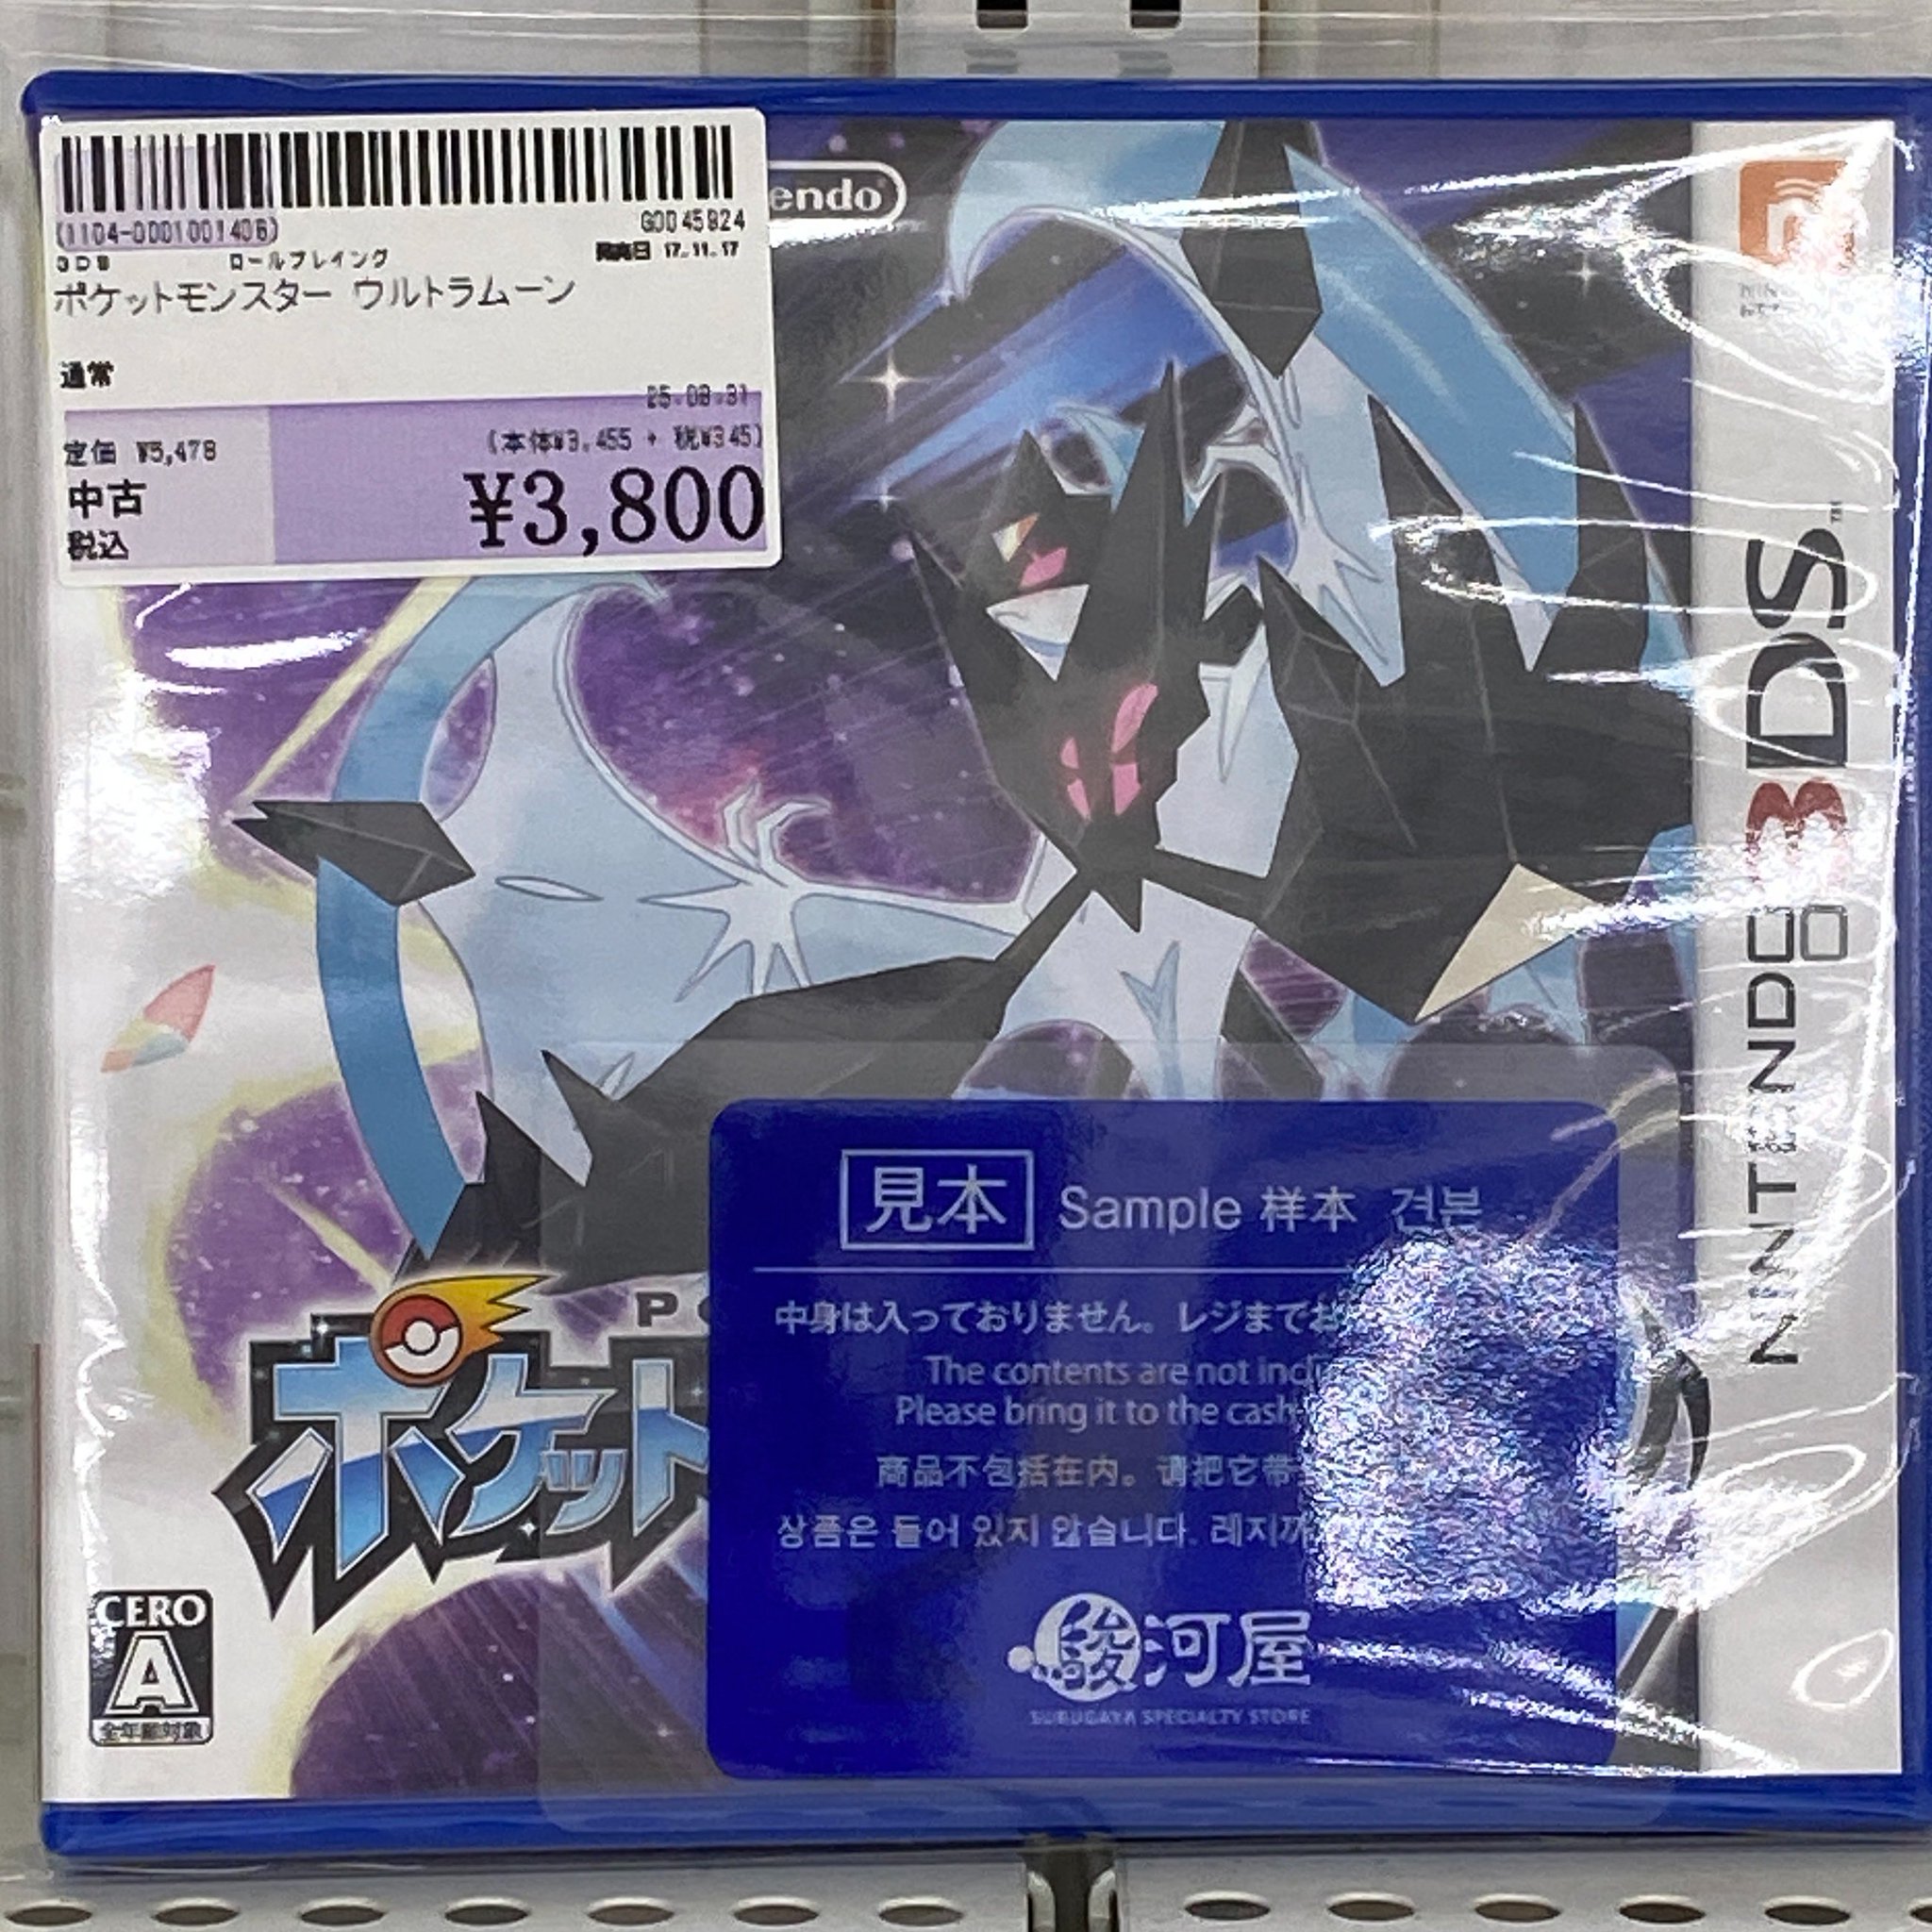 (1104-0001001406)
G0045824
3DS ロールプレイング
発売日 17.11.17
ポケットモンスター ウルトラムーン
通常
25.08.31
定価 ¥5,478
(本体¥3,455 + 税¥345)
中古
税込
¥3,800
endo
NINTENDO 3DS
見本 Sample 样本 견본
中身は入っておりません。レジまでお
The contents are not incl
Please bring it to the cash
商品不包括在内。请把它带
상품은 들어 있지 않습니다. 레지까
駿河屋
SURUGAYA SPECIALTY STORE
PO
ポケット
CERO
A
全年齢対象